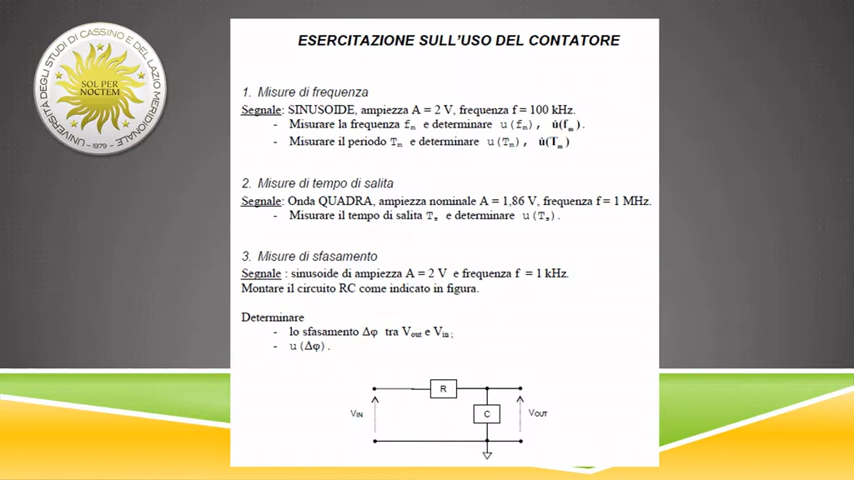 ESERCITAZIONE SULL'USO DEL CONTATORE
1. Misure di frequenza
Segnale: SINUSOIDE, ampiezza A = 2 V, frequenza f = 100 kHz.
- Misurare la frequenza fm e determinare u(fm), u̇(fm).
- Misurare il periodo Tm e determinare u(Tm), u̇(Tm)
2. Misure di tempo di salita
Segnale: Onda QUADRA, ampiezza nominale A = 1,86 V, frequenza f = 1 MHz.
- Misurare il tempo di salita Ts e determinare u(Ts).
3. Misure di sfasamento
Segnale : sinusoide di ampiezza A = 2 V e frequenza f = 1 kHz.
Montare il circuito RC come indicato in figura.
Determinare
- lo sfasamento Δφ tra Vout e Vin;
- u(Δφ).
R
VIN
C
VOUT
UNIVERSITÀ DEGLI STUDI DI CASSINO E DEL LAZIO MERIDIONALE
SOL PER
NOCTEM
1979